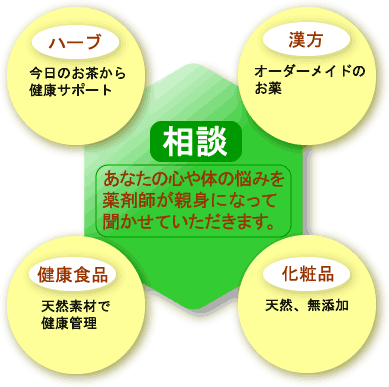 ハーブ
今日のお茶から
健康サポート
漢方
オーダーメイドの
お薬
相談
あなたの心や体の悩みを
薬剤師が親身になって
聞かせていただきます。
健康食品
天然素材で
健康管理
化粧品
天然、無添加